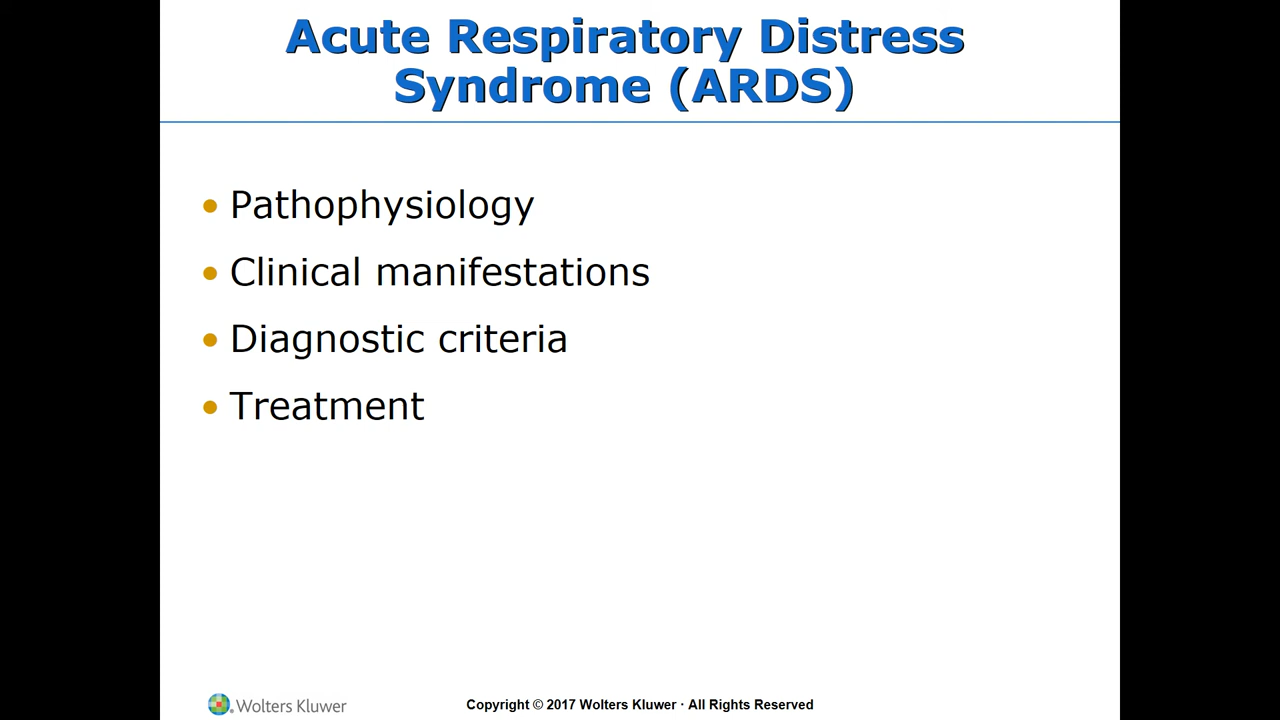 Acute Respiratory Distress
Syndrome (ARDS)
• Pathophysiology
• Clinical manifestations
• Diagnostic criteria
• Treatment
Wolters Kluwer
Copyright © 2017 Wolters Kluwer · All Rights Reserved